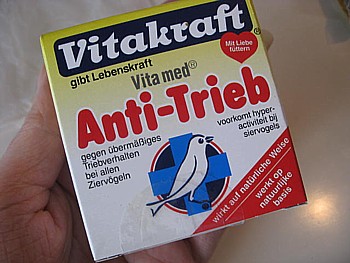 Vitakraft®
gibt Lebenskraft
Mit Liebe
füttern
Vita med®
Anti-Trieb
gegen übermäßiges
Triebverhalten
bei allen
Ziervögeln
voorkomt hyper-
activiteit bij
siervogels
wirkt auf natürliche Weise
werkt op
natuurlijke
basis